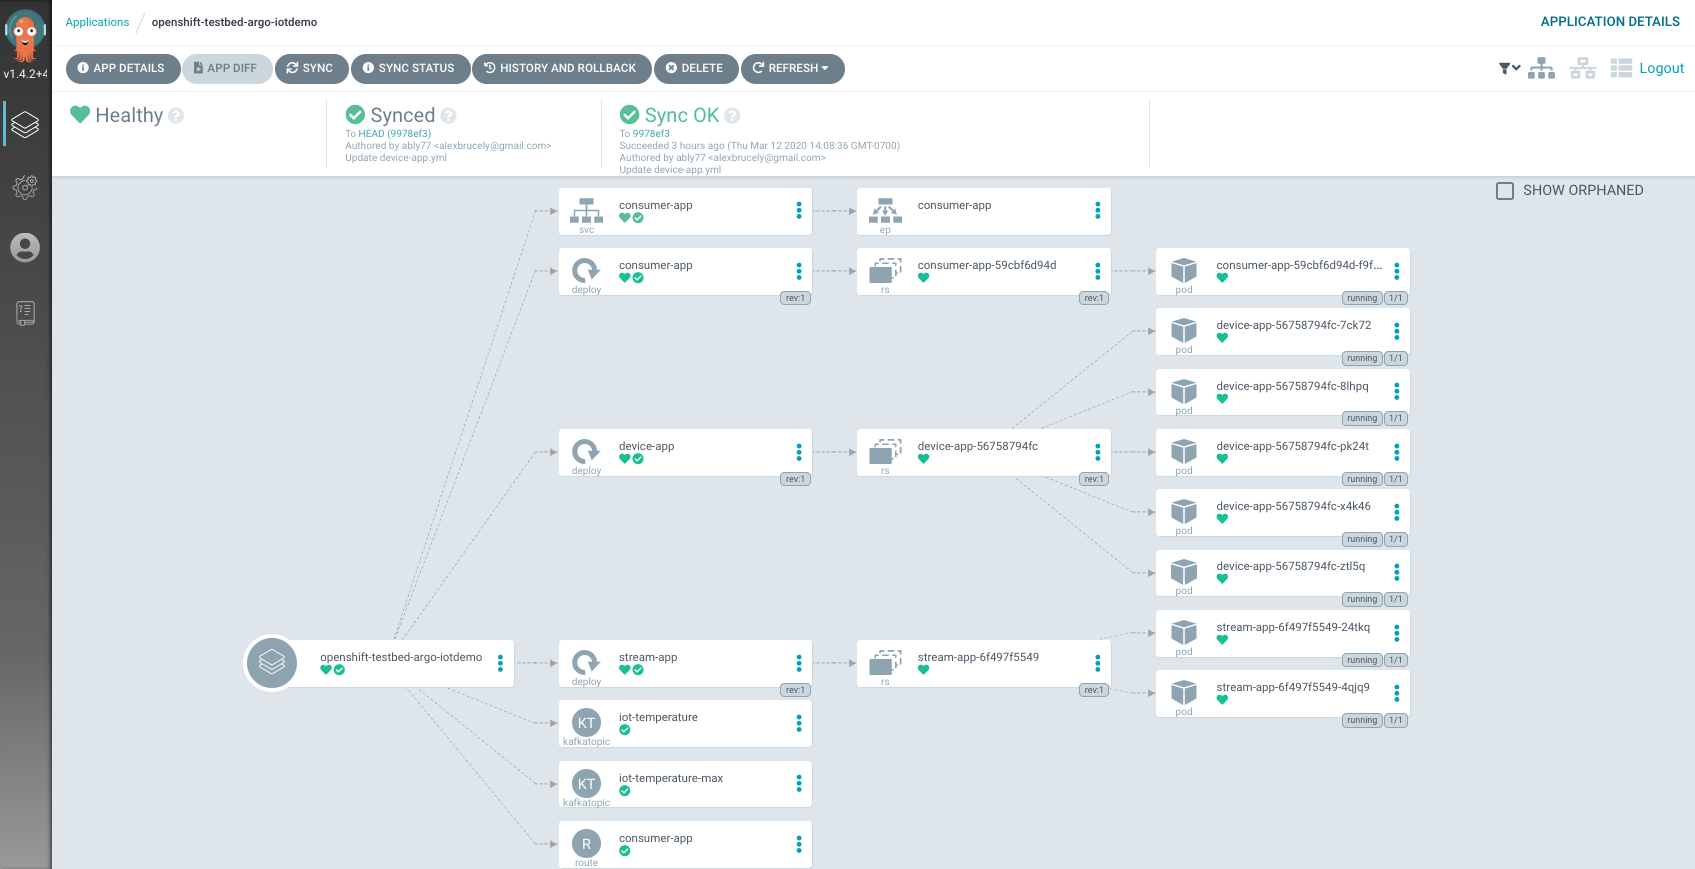 Applications / openshift-testbed-argo-iotdemo
APPLICATION DETAILS
v1.4.2+4
APP DETAILS
APP DIFF
SYNC
SYNC STATUS
HISTORY AND ROLLBACK
DELETE
REFRESH
Logout
Healthy
Synced
To HEAD (9978ef3)
Authored by ably77 <alexbrucely@gmail.com>
Update device-app.yml
Sync OK
To 9978ef3
Succeeded 3 hours ago (Thu Mar 12 2020 14:08:36 GMT-0700)
Authored by ably77 <alexbrucely@gmail.com>
Update device-app.yml
SHOW ORPHANED
consumer-app
svc
consumer-app
ep
consumer-app
deploy
rev:1
consumer-app-59cbf6d94d
rs
rev:1
consumer-app-59cbf6d94d-f9f...
pod
running 1/1
device-app-56758794fc-7ck72
pod
running 1/1
device-app-56758794fc-8lhpq
pod
running 1/1
device-app
deploy
rev:1
device-app-56758794fc
rs
rev:1
device-app-56758794fc-pk24t
pod
running 1/1
device-app-56758794fc-x4k46
pod
running 1/1
device-app-56758794fc-ztl5q
pod
running 1/1
stream-app-6f497f5549-24tkq
pod
running 1/1
openshift-testbed-argo-iotdemo
stream-app
deploy
rev:1
stream-app-6f497f5549
rs
rev:1
stream-app-6f497f5549-4qjq9
pod
running 1/1
KT
iot-temperature
kafkatopic
KT
iot-temperature-max
kafkatopic
R
consumer-app
route